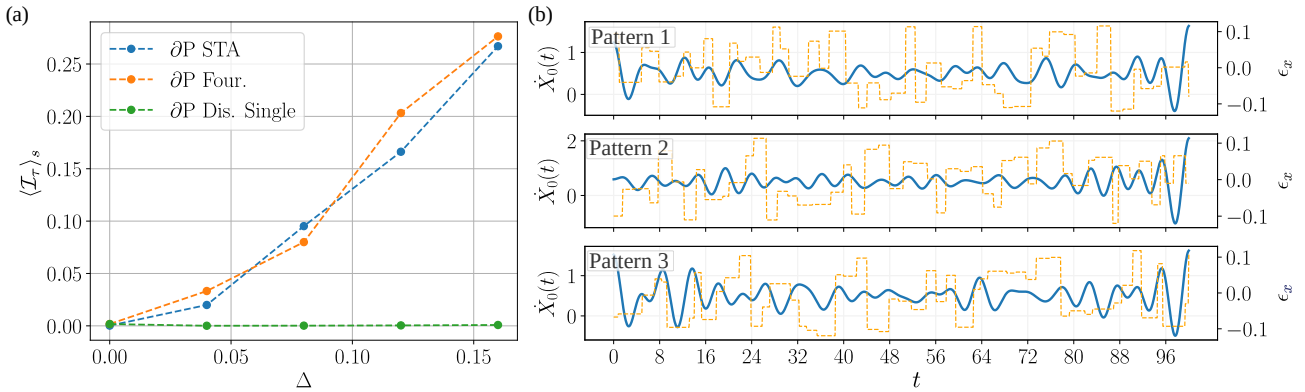 (a)
0.25
0.20
0.15
0.10
0.05
0.00
⟨𝓘_τ⟩_s
∂P STA
∂P Four.
∂P Dis. Single
0.00 0.05 0.10 0.15
Δ
(b)
Pattern 1
1
0
Ẋ₀(t)
0.1
0.0
−0.1
ϵₓ
Pattern 2
2
0
Ẋ₀(t)
0.1
0.0
−0.1
ϵₓ
Pattern 3
1
0
Ẋ₀(t)
0.1
0.0
−0.1
ϵₓ
0 8 16 24 32 40 48 56 64 72 80 88 96
t